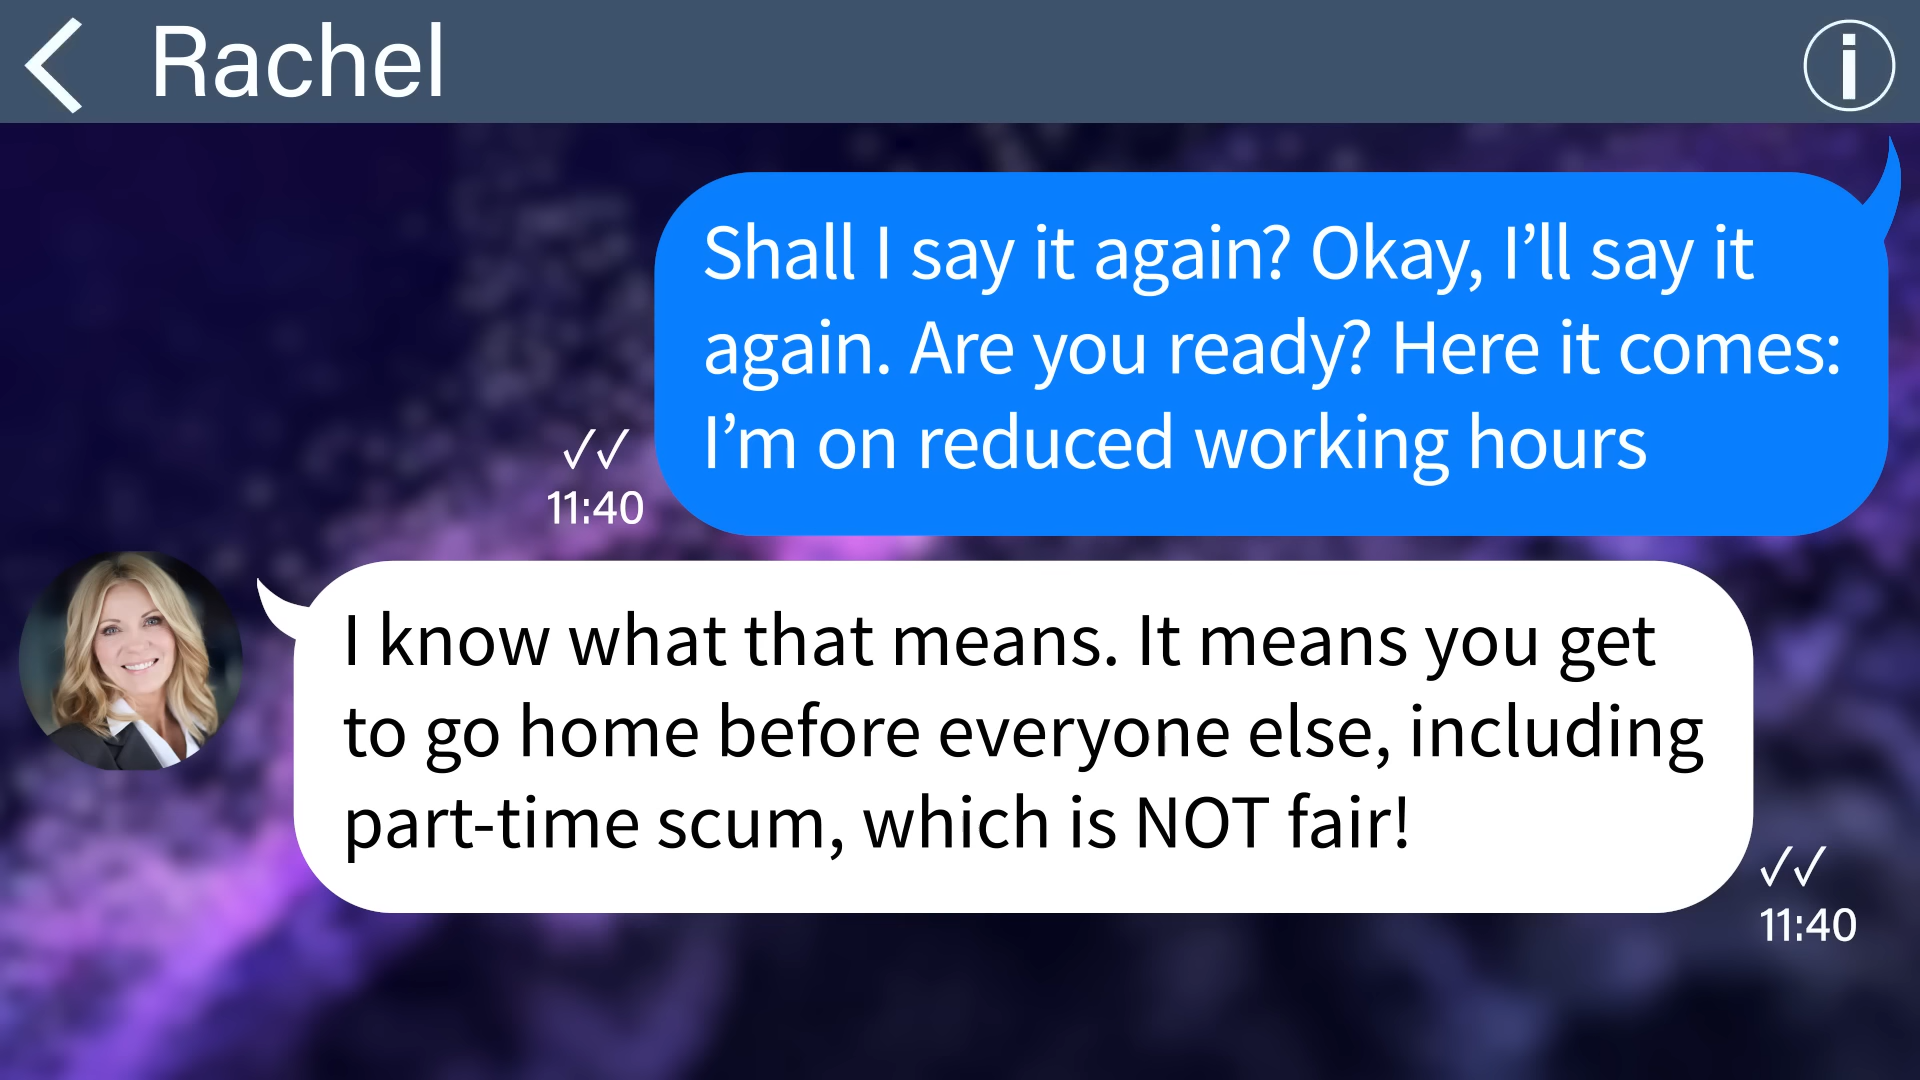 Rachel
Shall I say it again? Okay, I’ll say it
again. Are you ready? Here it comes:
I’m on reduced working hours
✓✓
11:40
I know what that means. It means you get
to go home before everyone else, including
part-time scum, which is NOT fair!
✓✓
11:40